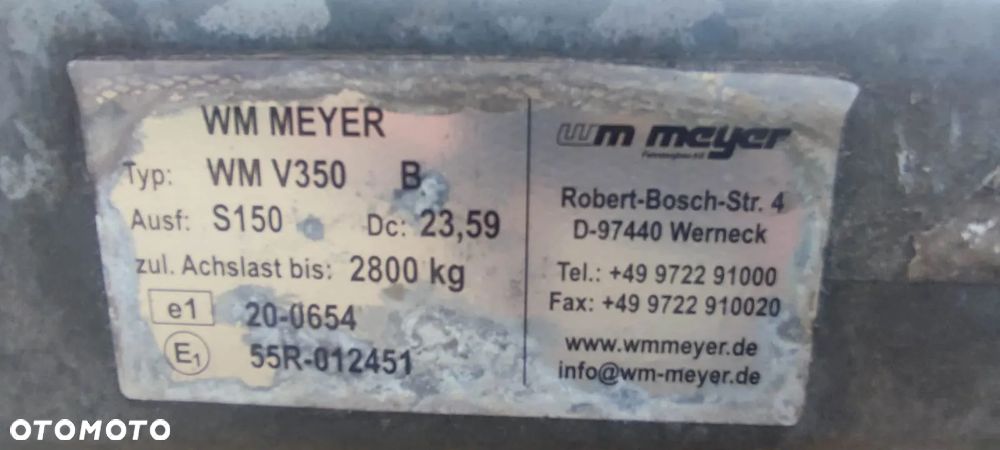 WM MEYER
Typ: WM V350 B
Ausf: S150 Dc: 23,59
zul. Achslast bis: 2800 kg
e1 20-0654
E1 55R-012451
wm meyer
Robert-Bosch-Str. 4
D-97440 Werneck
Tel.: +49 9722 91000
Fax: +49 9722 910020
www.wmmeyer.de
info@wm-meyer.de
OTOMOTO